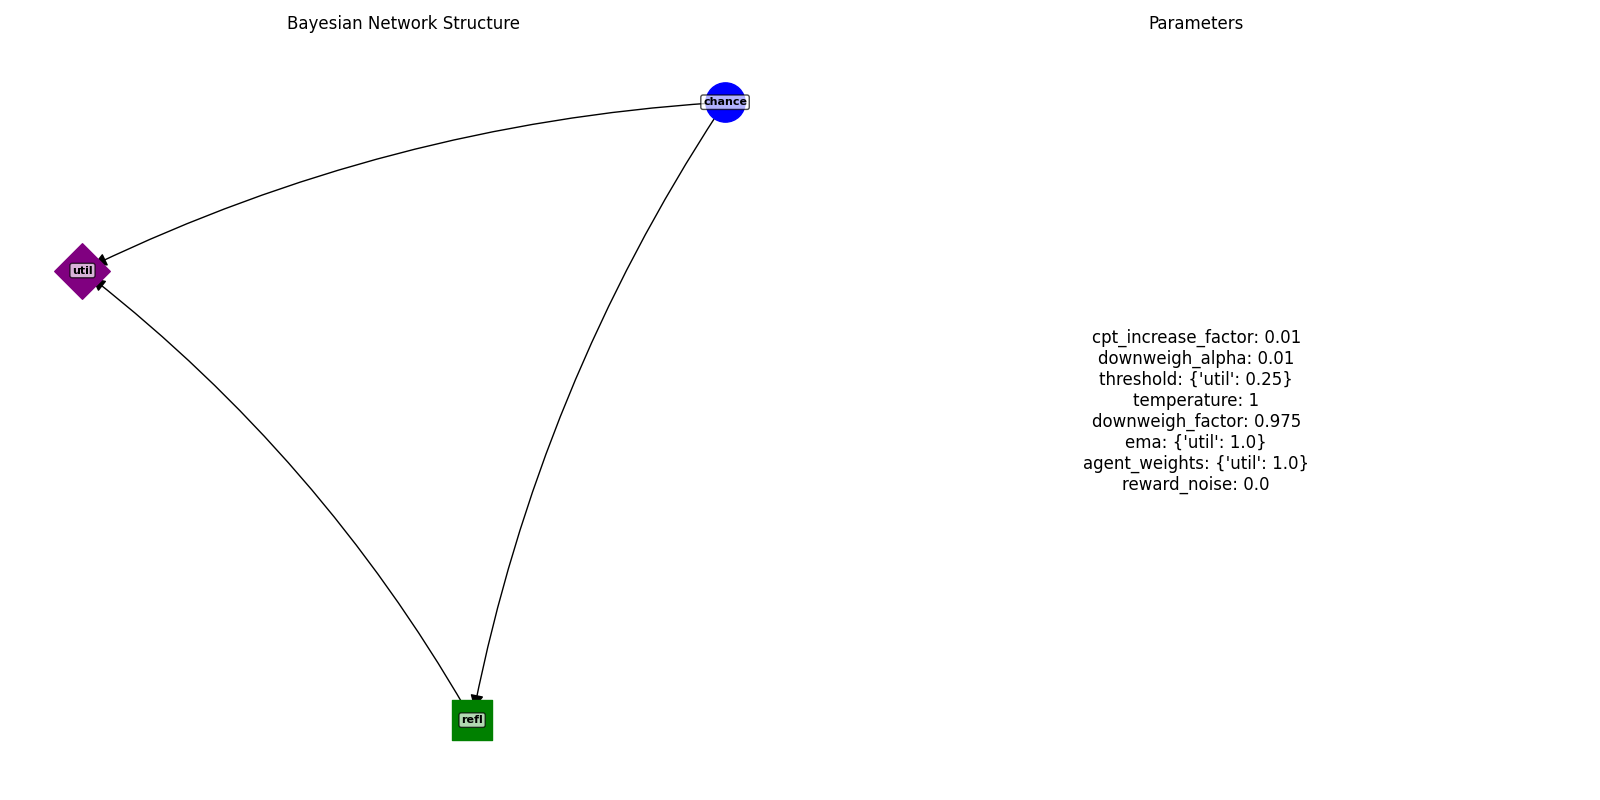 Bayesian Network Structure
Parameters
chance
util
refl
cpt_increase_factor: 0.01
downweigh_alpha: 0.01
threshold: {'util': 0.25}
temperature: 1
downweigh_factor: 0.975
ema: {'util': 1.0}
agent_weights: {'util': 1.0}
reward_noise: 0.0